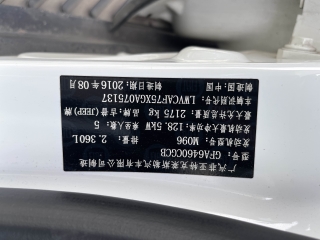 广汽菲亚特克莱斯勒汽车有限公司 制造
型号: GFA6460CGCB
发动机型号: M096 排量: 2.360L
发动机最大净功率: 128.5kW 乘坐人数: 5
最大允许总质量: 2175 kg 品牌: 吉普 (JEEP) 牌
车辆识别代号: LWVCAFM5XGA075137
制造国: 中国 制造日期: 2016年08月